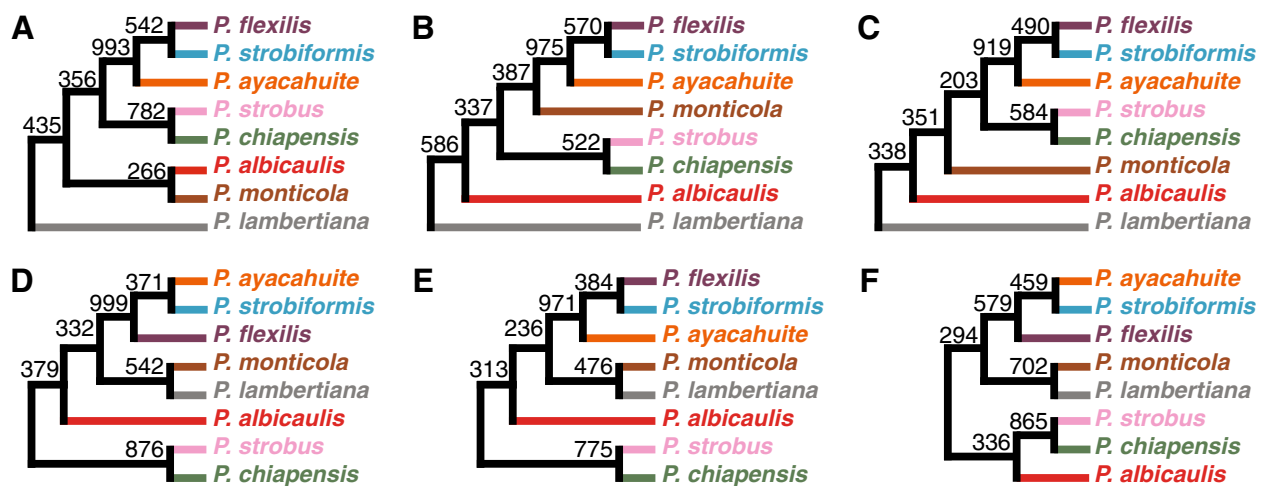 A
542
P. flexilis
993
P. strobiformis
356
P. ayacahuite
782
P. strobus
435
P. chiapensis
266
P. albicaulis
P. monticola
P. lambertiana
B
570
P. flexilis
975
P. strobiformis
387
P. ayacahuite
337
P. monticola
586
522
P. strobus
P. chiapensis
P. albicaulis
P. lambertiana
C
490
P. flexilis
919
P. strobiformis
203
P. ayacahuite
351
584
P. strobus
338
P. chiapensis
P. monticola
P. albicaulis
P. lambertiana
D
371
P. ayacahuite
999
P. strobiformis
332
P. flexilis
379
542
P. monticola
P. lambertiana
P. albicaulis
876
P. strobus
P. chiapensis
E
384
P. flexilis
971
P. strobiformis
236
P. ayacahuite
313
476
P. monticola
P. lambertiana
P. albicaulis
775
P. strobus
P. chiapensis
F
459
P. ayacahuite
579
P. strobiformis
294
P. flexilis
702
P. monticola
P. lambertiana
865
P. strobus
336
P. chiapensis
P. albicaulis